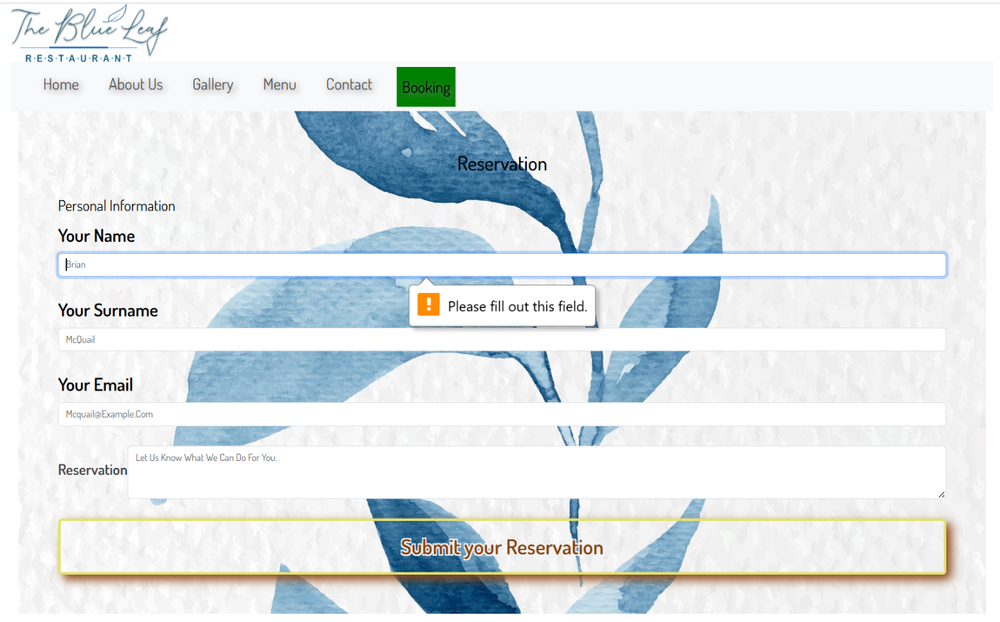 The Blue Leaf
R·E·S·T·A·U·R·A·N·T
Home About Us Gallery Menu Contact Booking
Reservation
Personal Information
Your Name
Brian
Please fill out this field.
Your Surname
McQuail
Your Email
Mcquail@Example.Com
Let Us Know What We Can Do For You.
Reservation
Submit your Reservation